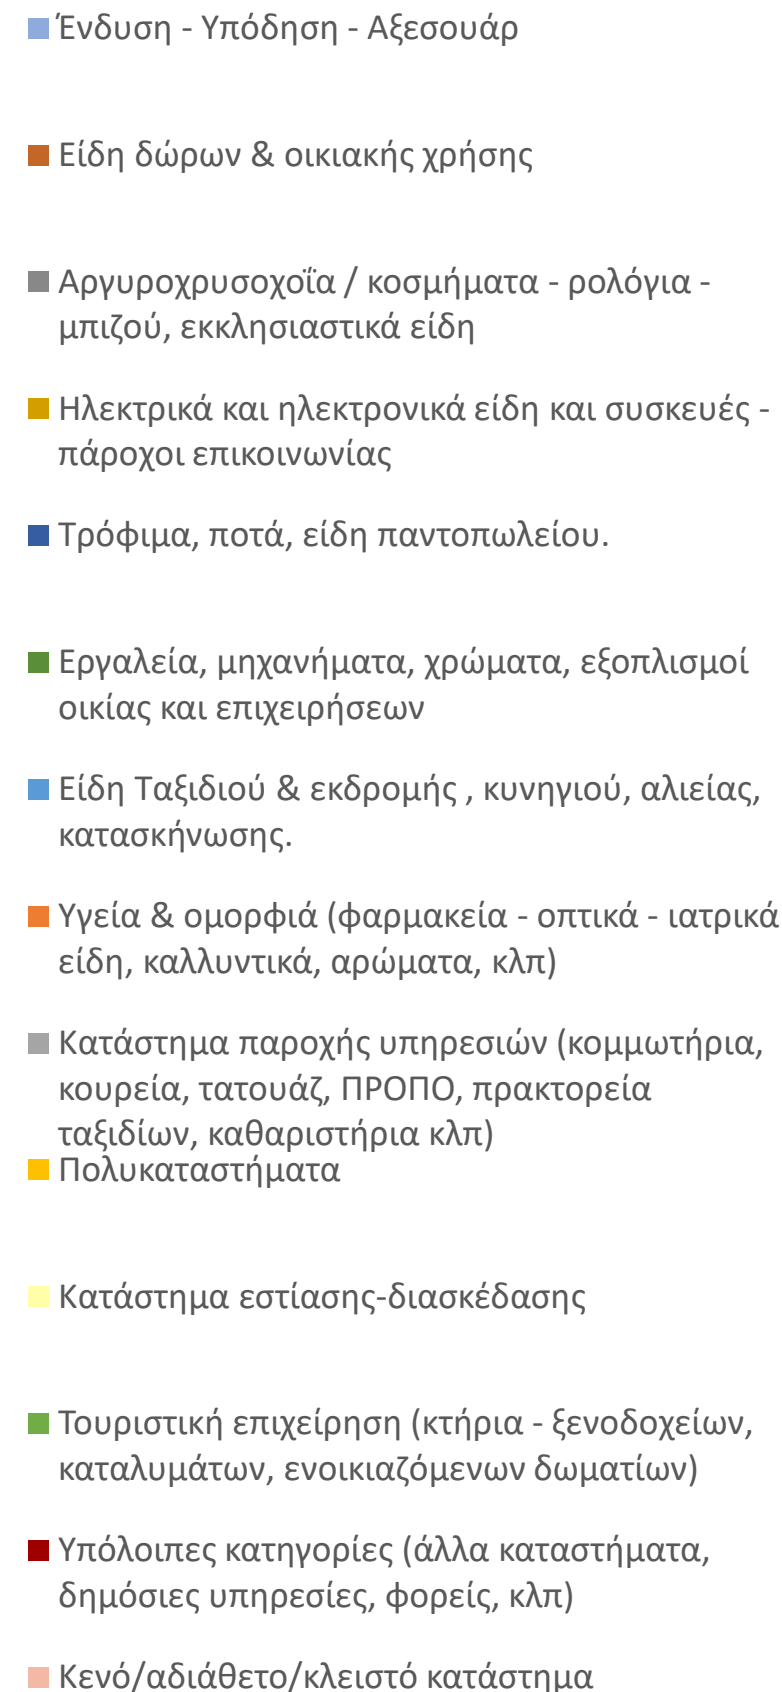 Ένδυση - Υπόδηση - Αξεσουάρ
Είδη δώρων & οικιακής χρήσης
Αργυροχρυσοχοΐα / κοσμήματα - ρολόγια -
μπιζού, εκκλησιαστικά είδη
Ηλεκτρικά και ηλεκτρονικά είδη και συσκευές -
πάροχοι επικοινωνίας
Τρόφιμα, ποτά, είδη παντοπωλείου.
Εργαλεία, μηχανήματα, χρώματα, εξοπλισμοί
οικίας και επιχειρήσεων
Είδη Ταξιδιού & εκδρομής , κυνηγιού, αλιείας,
κατασκήνωσης.
Υγεία & ομορφιά (φαρμακεία - οπτικά - ιατρικά
είδη, καλλυντικά, αρώματα, κλπ)
Κατάστημα παροχής υπηρεσιών (κομμωτήρια,
κουρεία, τατουάζ, ΠΡΟΠΟ, πρακτορεία
ταξιδίων, καθαριστήρια κλπ)
Πολυκαταστήματα
Κατάστημα εστίασης-διασκέδασης
Τουριστική επιχείρηση (κτήρια - ξενοδοχείων,
καταλυμάτων, ενοικιαζόμενων δωματίων)
Υπόλοιπες κατηγορίες (άλλα καταστήματα,
δημόσιες υπηρεσίες, φορείς, κλπ)
Κενό/αδιάθετο/κλειστό κατάστημα